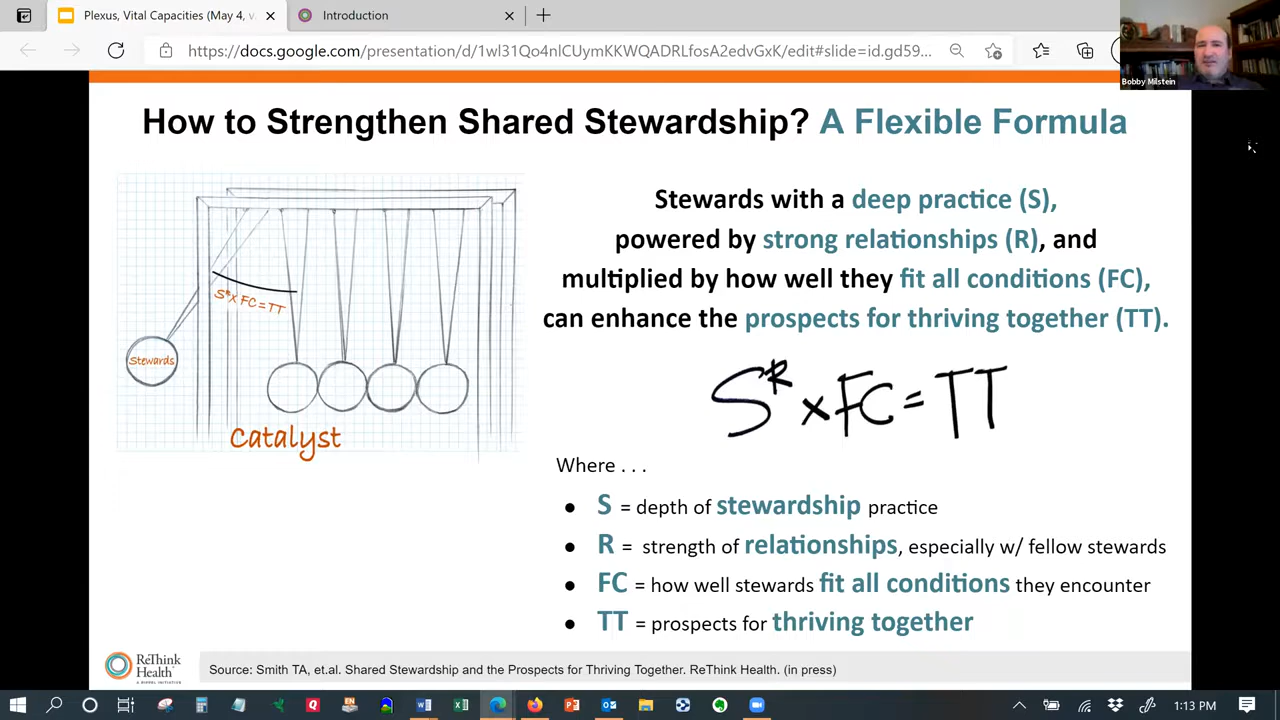 Plexus, Vital Capacities (May 4, v
Introduction
https://docs.google.com/presentation/d/1wl31Qo4nlCUymKKWQADRLfosA2edvGxK/edit#slide=id.gd59...
Bobby Milstein
How to Strengthen Shared Stewardship? A Flexible Formula
Stewards with a deep practice (S),
powered by strong relationships (R), and
multiplied by how well they fit all conditions (FC),
can enhance the prospects for thriving together (TT).
S^R x FC = TT
Stewards
Catalyst
S^R x FC = TT
Where . . .
● S = depth of stewardship practice
● R = strength of relationships, especially w/ fellow stewards
● FC = how well stewards fit all conditions they encounter
● TT = prospects for thriving together
ReThink
Health
Source: Smith TA, et.al. Shared Stewardship and the Prospects for Thriving Together. ReThink Health. (in press)
1:13 PM